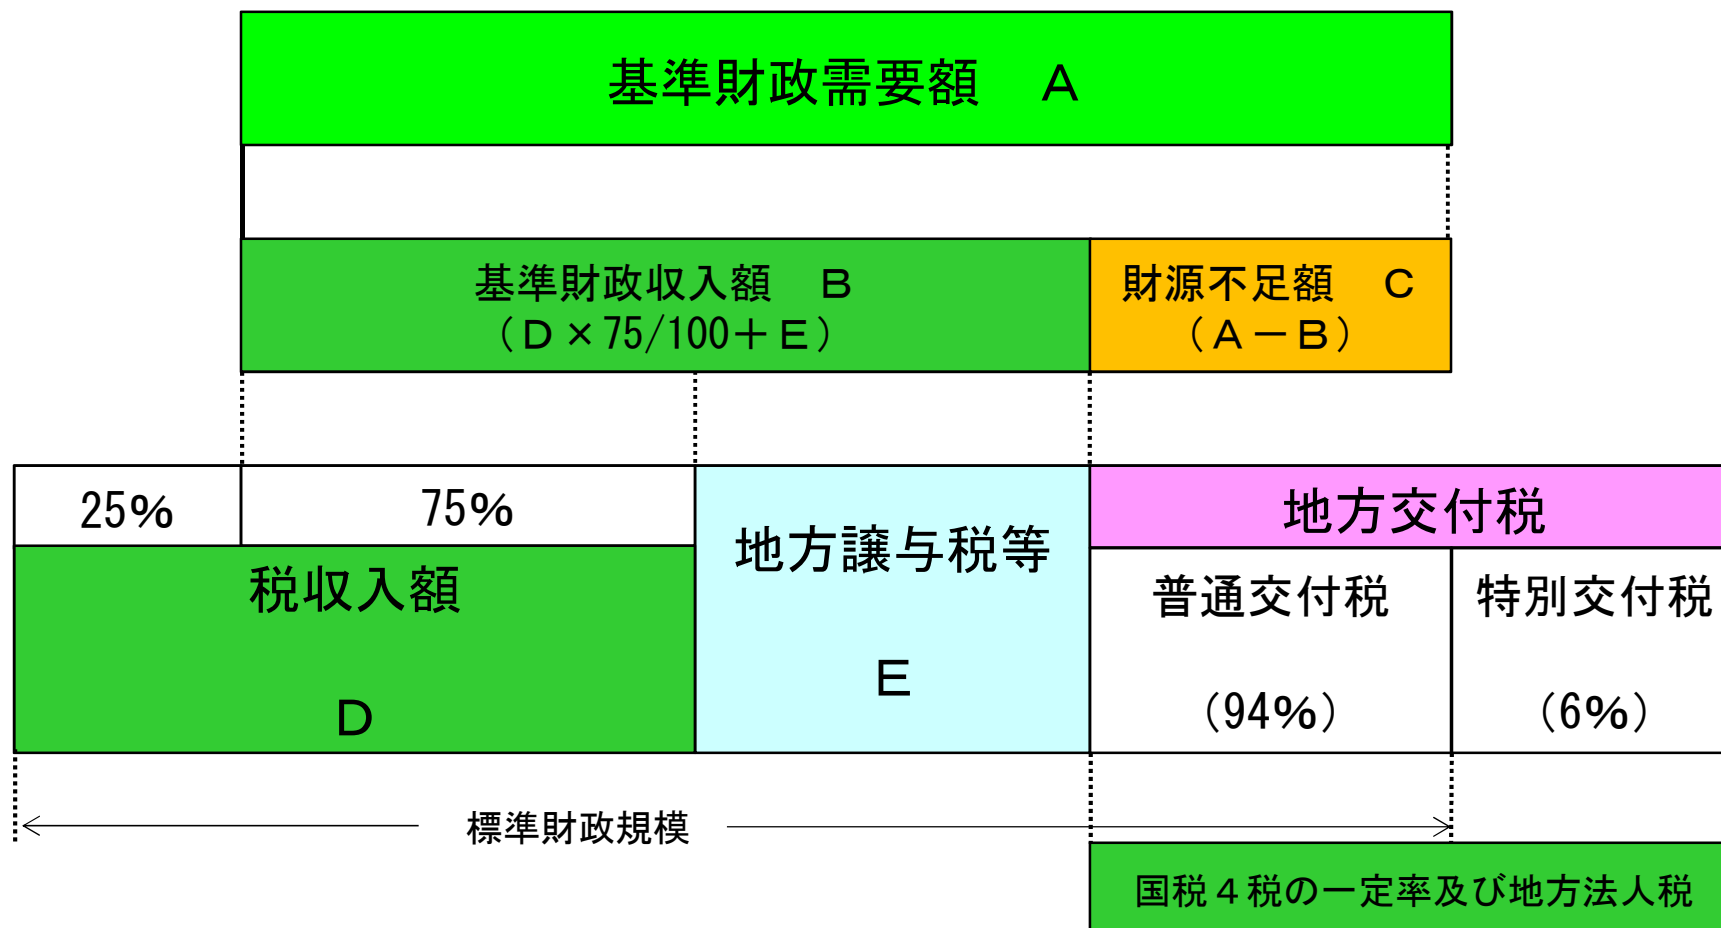 基準財政需要額　A
基準財政収入額　B
（D×75/100＋E）
財源不足額　C
（A－B）
25%
75%
税収入額
D
地方譲与税等
E
地方交付税
普通交付税
（94%）
特別交付税
（6%）
標準財政規模
国税４税の一定率及び地方法人税